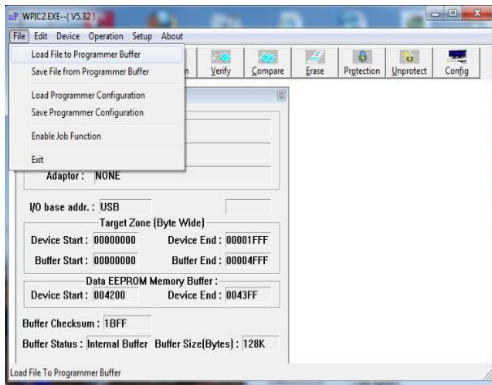 WPIC2.EXE--( V5.32 )
File Edit Device Operation Setup About
Load File to Programmer Buffer
Save File from Programmer Buffer
Load Programmer Configuration
Save Programmer Configuration
Enable Job Function
Exit
Verify Compare Erase Prgtection Unprotect Config
Adaptor : NONE
I/O base addr. : USB
Target Zone (Byte Wide)
Device Start : 00000000 Device End : 00001FFF
Buffer Start : 00000000 Buffer End : 00004FFF
Data EEPROM Memory Buffer :
Device Start : 004200 Device End : 0043FF
Buffer Checksum : 1BFF
Buffer Status : Internal Buffer Buffer Size(Bytes) : 128K
Load File To Programmer Buffer